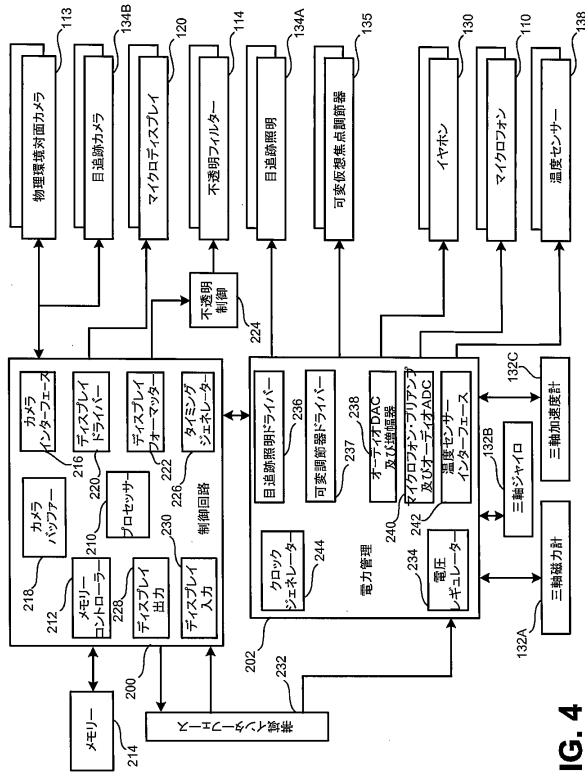 メモリー
214
帯域インターフェース
232
200
制御回路
メモリー
コントローラー
212
カメラ
バッファー
218
カメラ
インターフェース
216
ディスプレイ
出力
228
プロセッサー
210
ディスプレイ
ドライバー
220
ディスプレイ
フォーマッター
222
ディスプレイ
入力
230
タイミング
ジェネレーター
226
不透明
制御
224
202
電力管理
クロック
ジェネレーター
244
電圧
レギュレーター
234
目追跡照明ドライバー
236
可変調節器ドライバー
237
オーディオDAC
及び増幅器
238
マイクロフォン・プリアンプ
及びオーディオADC
240
温度センサー
インターフェース
242
三軸磁力計
132A
三軸ジャイロ
132B
三軸加速度計
132C
物理環境対面カメラ
113
目追跡カメラ
134B
マイクロディスプレイ
120
不透明フィルター
114
目追跡照明
134A
可変仮想焦点調節器
135
イヤホン
130
マイクロフォン
110
温度センサー
138
IG. 4